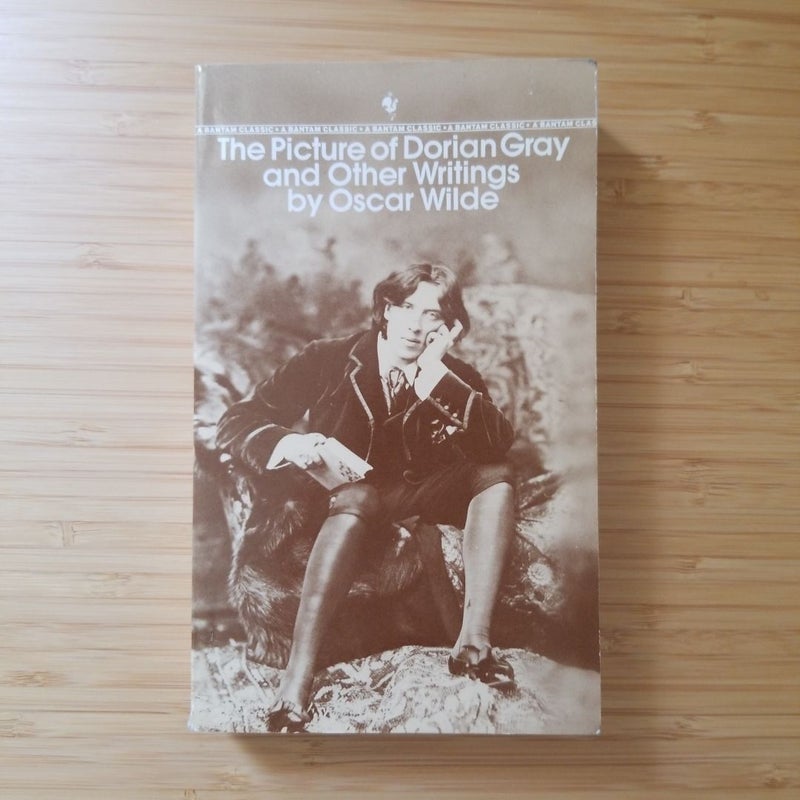 A BANTAM CLASSIC • A BANTAM CLASSIC • A BANTAM CLASSIC • A BANTAM CLASSIC • A BANTAM CLAS
The Picture of Dorian Gray
and Other Writings
by Oscar Wilde